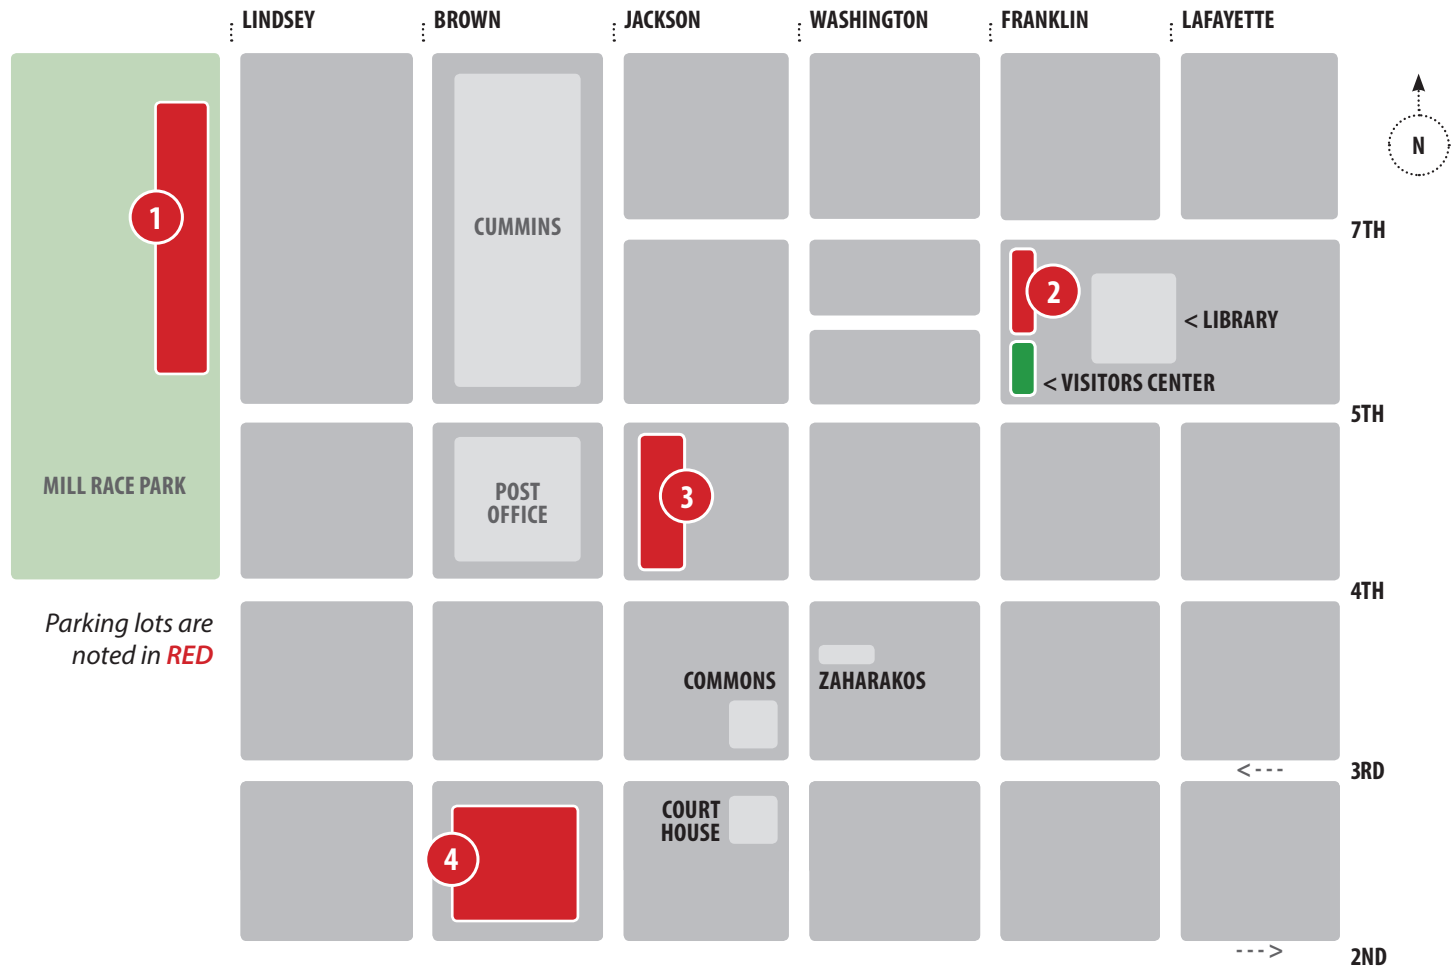 LINDSEY
BROWN
JACKSON
WASHINGTON
FRANKLIN
LAFAYETTE
N
1
CUMMINS
7TH
2
< LIBRARY
< VISITORS CENTER
5TH
MILL RACE PARK
POST
OFFICE
3
4TH
Parking lots are
noted in RED
COMMONS
ZAHARAKOS
<---
3RD
COURT
HOUSE
4
--->
2ND